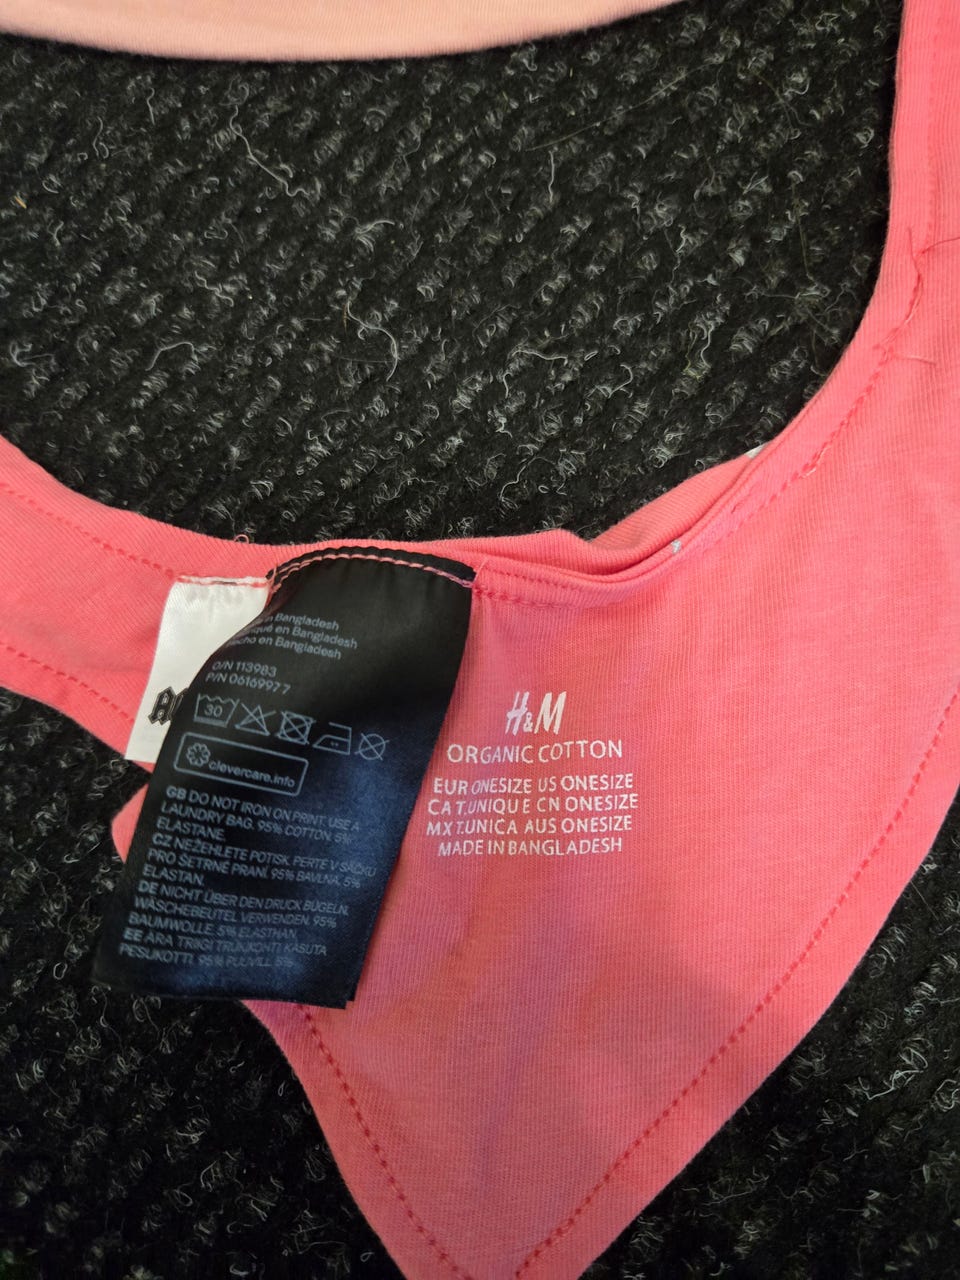 in Bangladesh
en Bangladesh
en Bangladesh
O/N 113983
P/N 06169977
30
clevercare.info
GB DO NOT IRON ON PRINT. USE A
LAUNDRY BAG. 95% COTTON. 5%
ELASTANE.
CZ NEŽEHLETE POTISK. PERTE V SÁČKU
PRO ŠETRNÉ PRANÍ. 95% BAVLNA. 5%
ELASTAN.
DE NICHT ÜBER DEN DRUCK BÜGELN.
WÄSCHEBEUTEL VERWENDEN. 95%
BAUMWOLLE. 5% ELASTHAN.
EE ÄRA TRIIGI TRÜKIKOHTI. KASUTA
PESUKOTTI. 95% PUUVILL. 5%
H&M
ORGANIC COTTON
EUR ONESIZE US ONESIZE
CA T.UNIQUE CN ONESIZE
MX T.UNICA AUS ONESIZE
MADE IN BANGLADESH